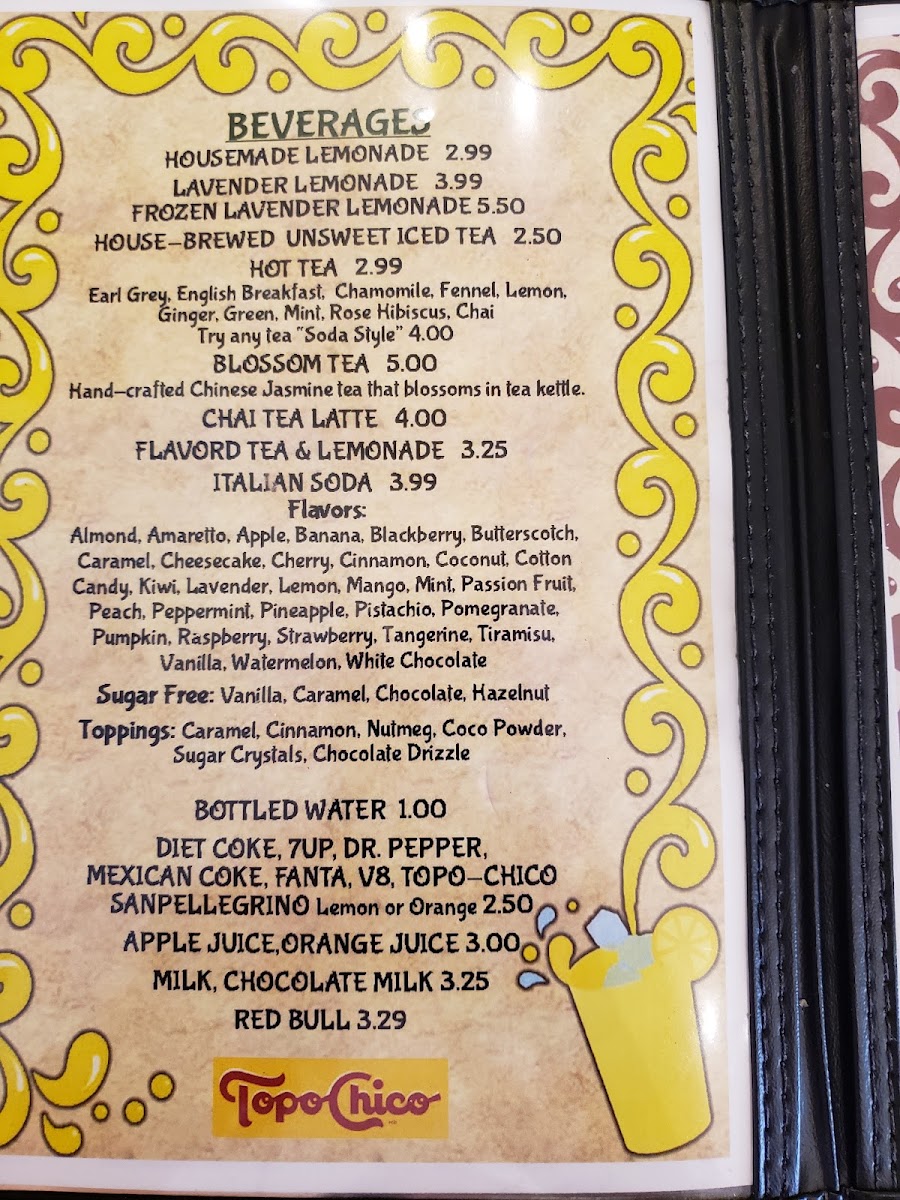 BEVERAGES
HOUSEMADE LEMONADE 2.99
LAVENDER LEMONADE 3.99
FROZEN LAVENDER LEMONADE 5.50
HOUSE-BREWED UNSWEET ICED TEA 2.50
HOT TEA 2.99
Earl Grey, English Breakfast, Chamomile, Fennel, Lemon,
Ginger, Green, Mint, Rose Hibiscus, Chai
Try any tea "Soda Style" 4.00
BLOSSOM TEA 5.00
Hand-crafted Chinese Jasmine tea that blossoms in tea kettle.
CHAI TEA LATTE 4.00
FLAVORD TEA & LEMONADE 3.25
ITALIAN SODA 3.99
Flavors:
Almond, Amaretto, Apple, Banana, Blackberry, Butterscotch,
Caramel, Cheesecake, Cherry, Cinnamon, Coconut, Cotton
Candy, Kiwi, Lavender, Lemon, Mango, Mint, Passion Fruit,
Peach, Peppermint, Pineapple, Pistachio, Pomegranate,
Pumpkin, Raspberry, Strawberry, Tangerine, Tiramisu,
Vanilla, Watermelon, White Chocolate
Sugar Free: Vanilla, Caramel, Chocolate, Hazelnut
Toppings: Caramel, Cinnamon, Nutmeg, Coco Powder,
Sugar Crystals, Chocolate Drizzle
BOTTLED WATER 1.00
DIET COKE, 7UP, DR. PEPPER,
MEXICAN COKE, FANTA, V8, TOPO-CHICO
SANPELLEGRINO Lemon or Orange 2.50
APPLE JUICE,ORANGE JUICE 3.00
MILK, CHOCOLATE MILK 3.25
RED BULL 3.29
Topo Chico